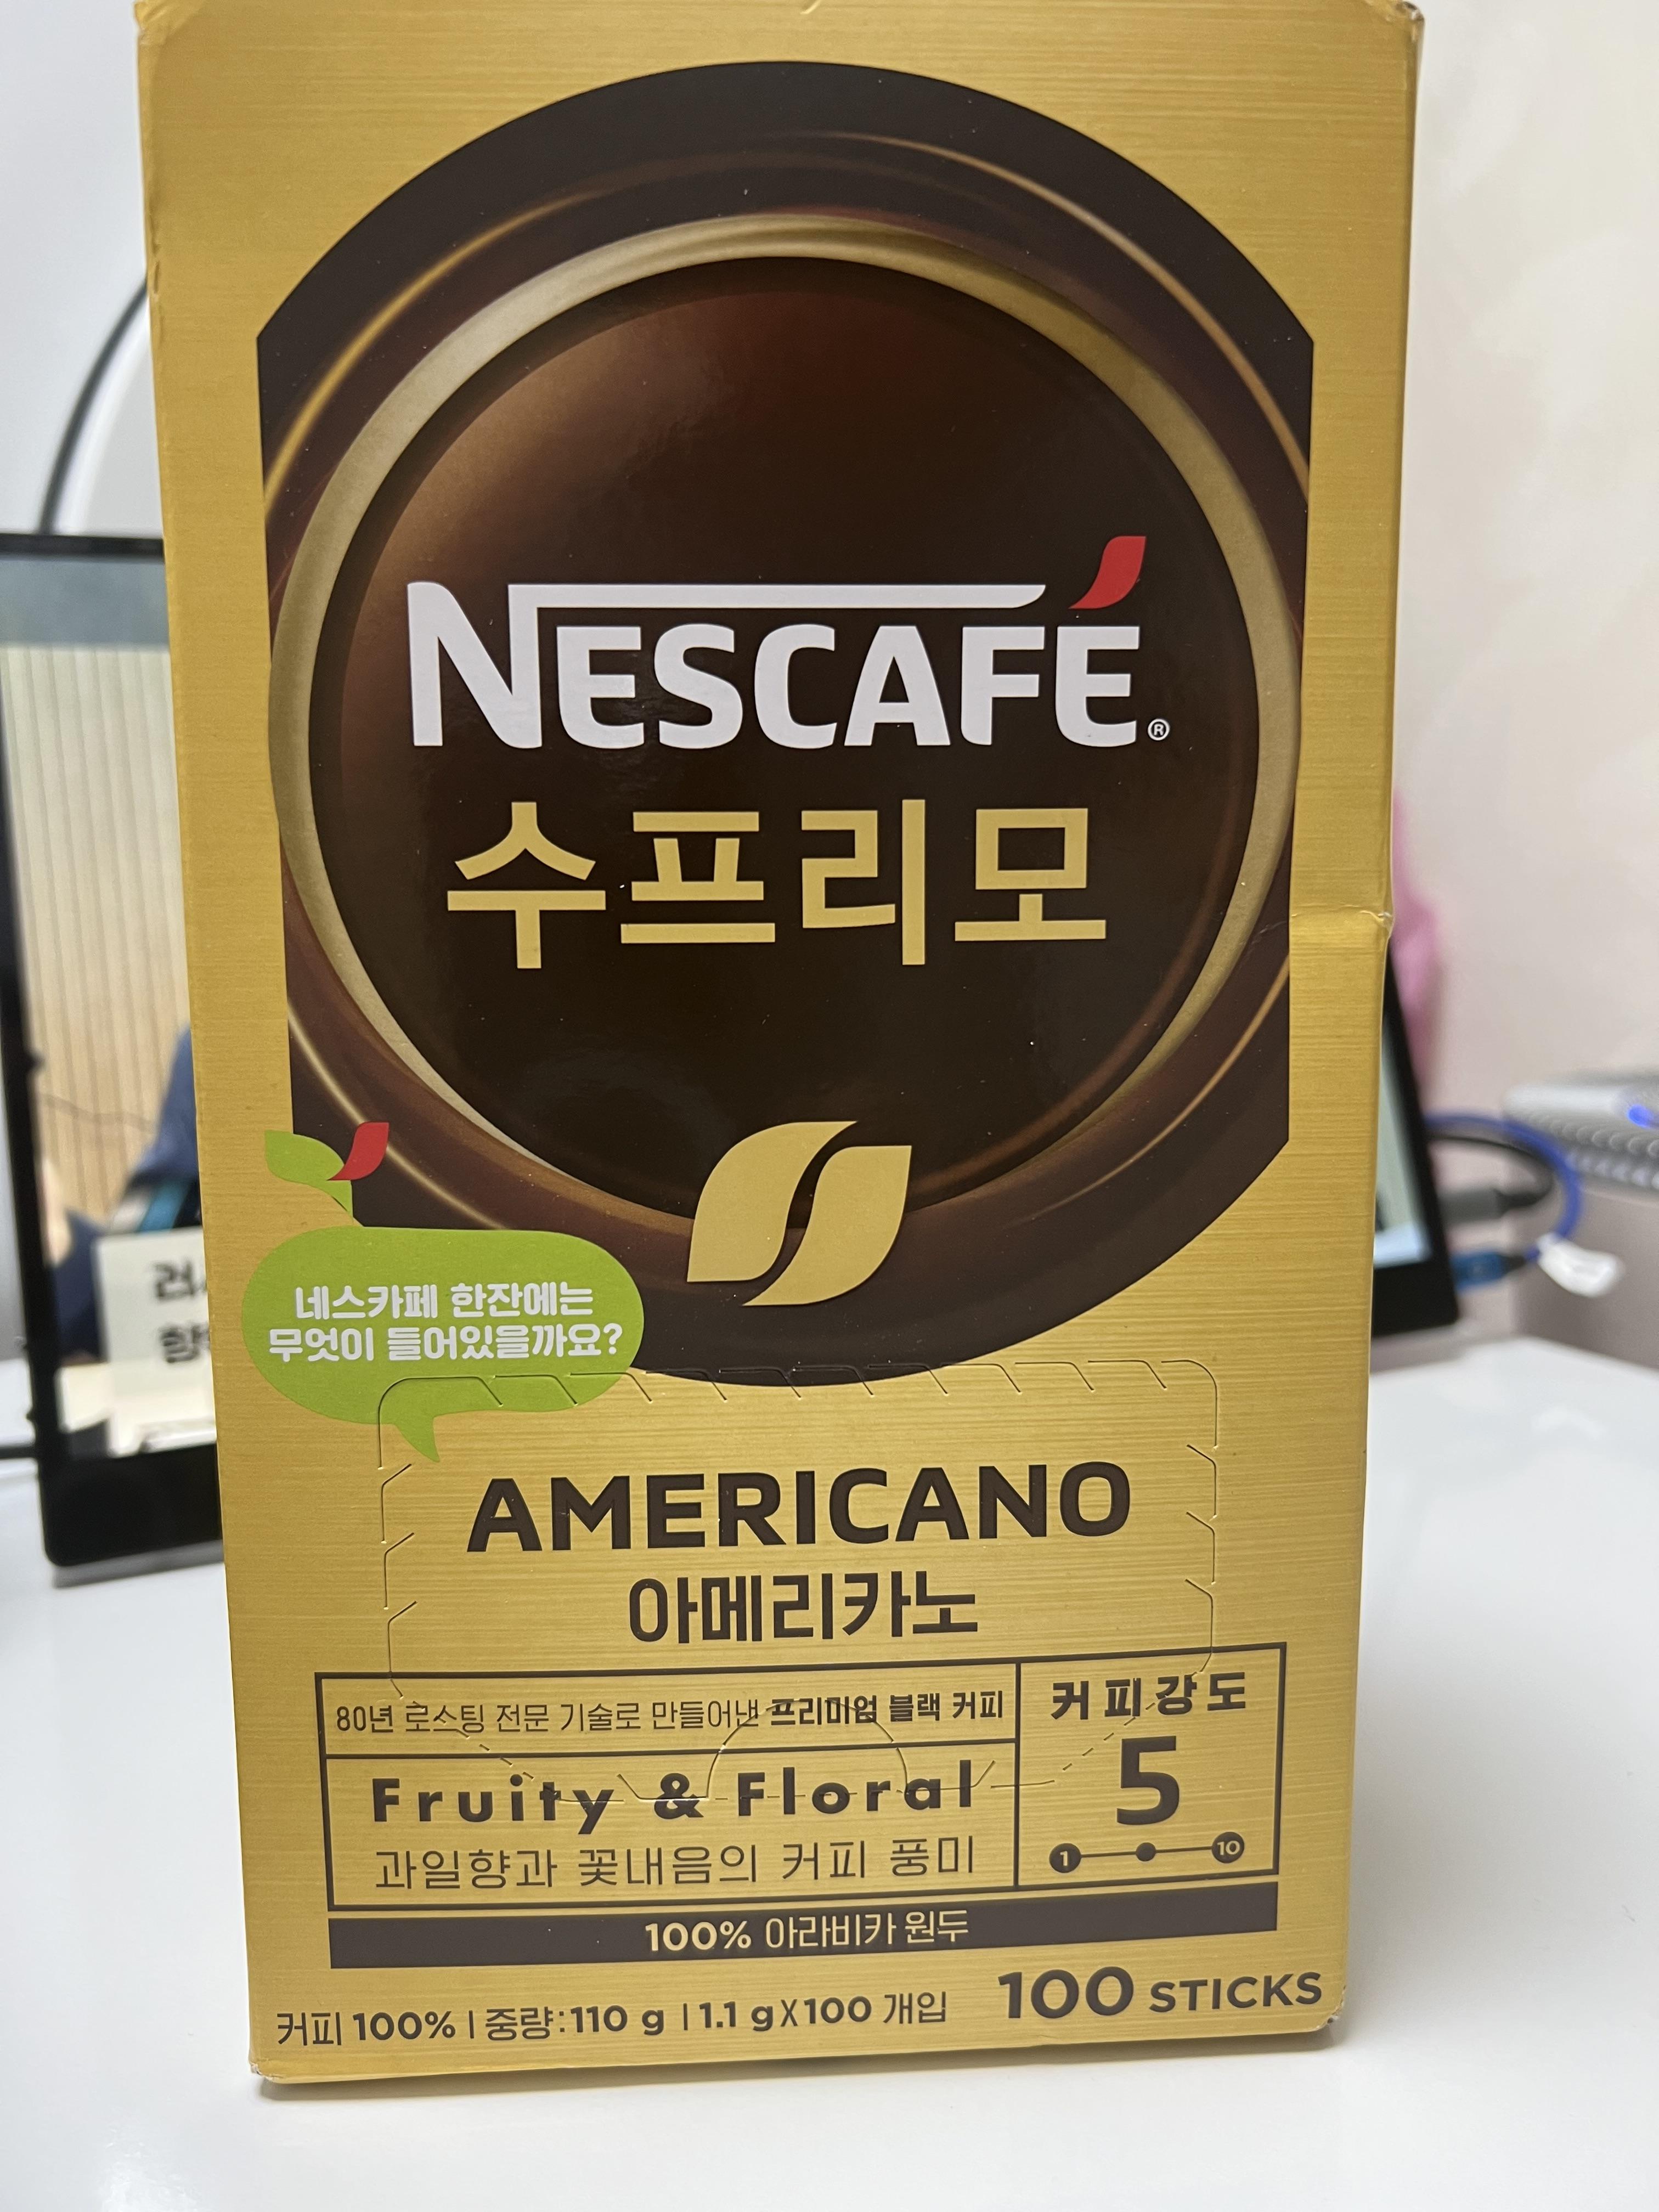 NESCAFÉ®
수프리모
네스카페 한잔에는
무엇이 들어있을까요?
AMERICANO
아메리카노
80년 로스팅 전문 기술로 만들어낸 프리미엄 블랙 커피
Fruity & Floral
과일향과 꽃내음의 커피 풍미
커피강도
5
1 10
100% 아라비카 원두
커피 100% | 중량:110 g | 1.1 gX100 개입
100 STICKS